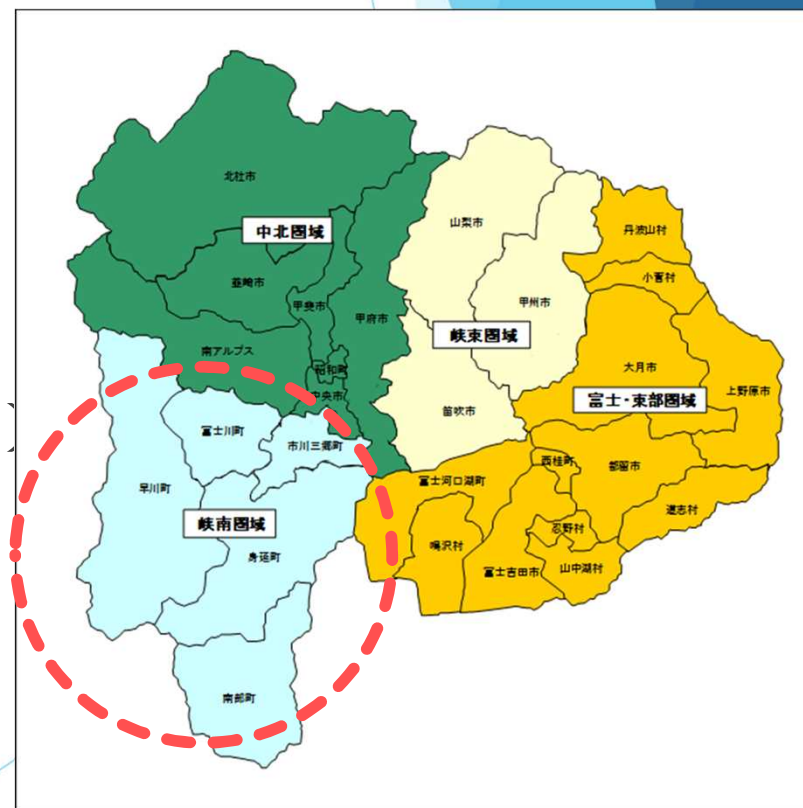 北杜市
中北圏域
山梨市
丹波山村
小菅村
韮崎市
甲斐市
甲府市
甲州市
峡東圏域
南アルプス
昭和町
大月市
上野原市
中央市
笛吹市
富士・東部圏域
富士川町
市川三郷町
西桂町
都留市
富士河口湖町
早川町
道志村
峡南圏域
忍野村
鳴沢村
身延町
富士吉田市
山中湖村
南部町